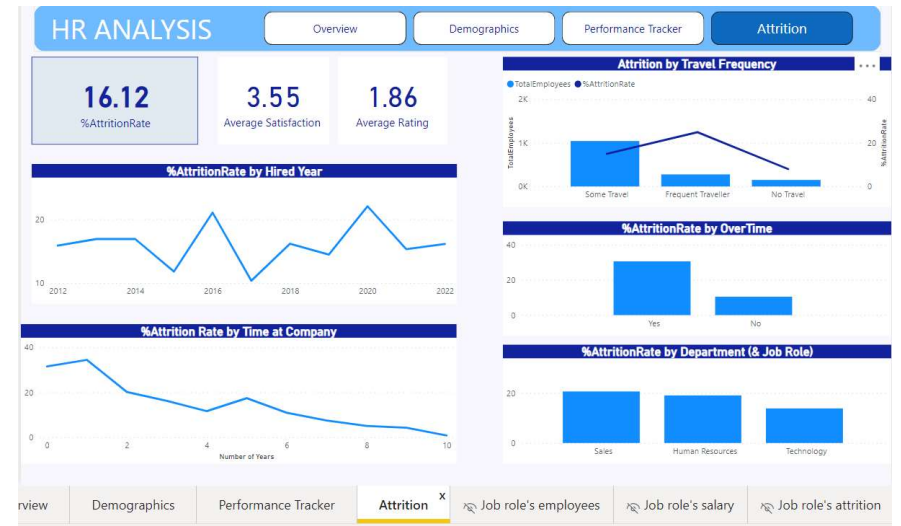 HR ANALYSIS
Overview
Demographics
Performance Tracker
Attrition
16.12
%AttritionRate
3.55
Average Satisfaction
1.86
Average Rating
Attrition by Travel Frequency
TotalEmployees %AttritionRate
2K
1K
0K
TotalEmployees
40
20
0
%AttritionRate
Some Travel Frequent Traveller No Travel
%AttritionRate by Hired Year
20
10
2012 2014 2016 2018 2020 2022
%AttritionRate by OverTime
40
20
0
Yes No
%Attrition Rate by Time at Company
40
20
0
0 2 4 6 8 10
Number of Years
%AttritionRate by Department (& Job Role)
20
0
Sales Human Resources Technology
rview Demographics Performance Tracker Attrition x Job role's employees Job role's salary Job role's attrition